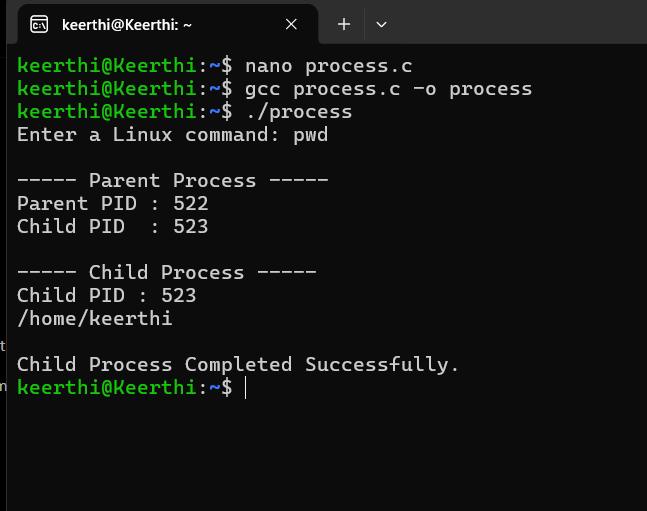 keerthi@Keerthi: ~
keerthi@Keerthi:~$ nano process.c
keerthi@Keerthi:~$ gcc process.c -o process
keerthi@Keerthi:~$ ./process
Enter a Linux command: pwd
----- Parent Process -----
Parent PID : 522
Child PID  : 523
----- Child Process -----
Child PID : 523
/home/keerthi
Child Process Completed Successfully.
keerthi@Keerthi:~$